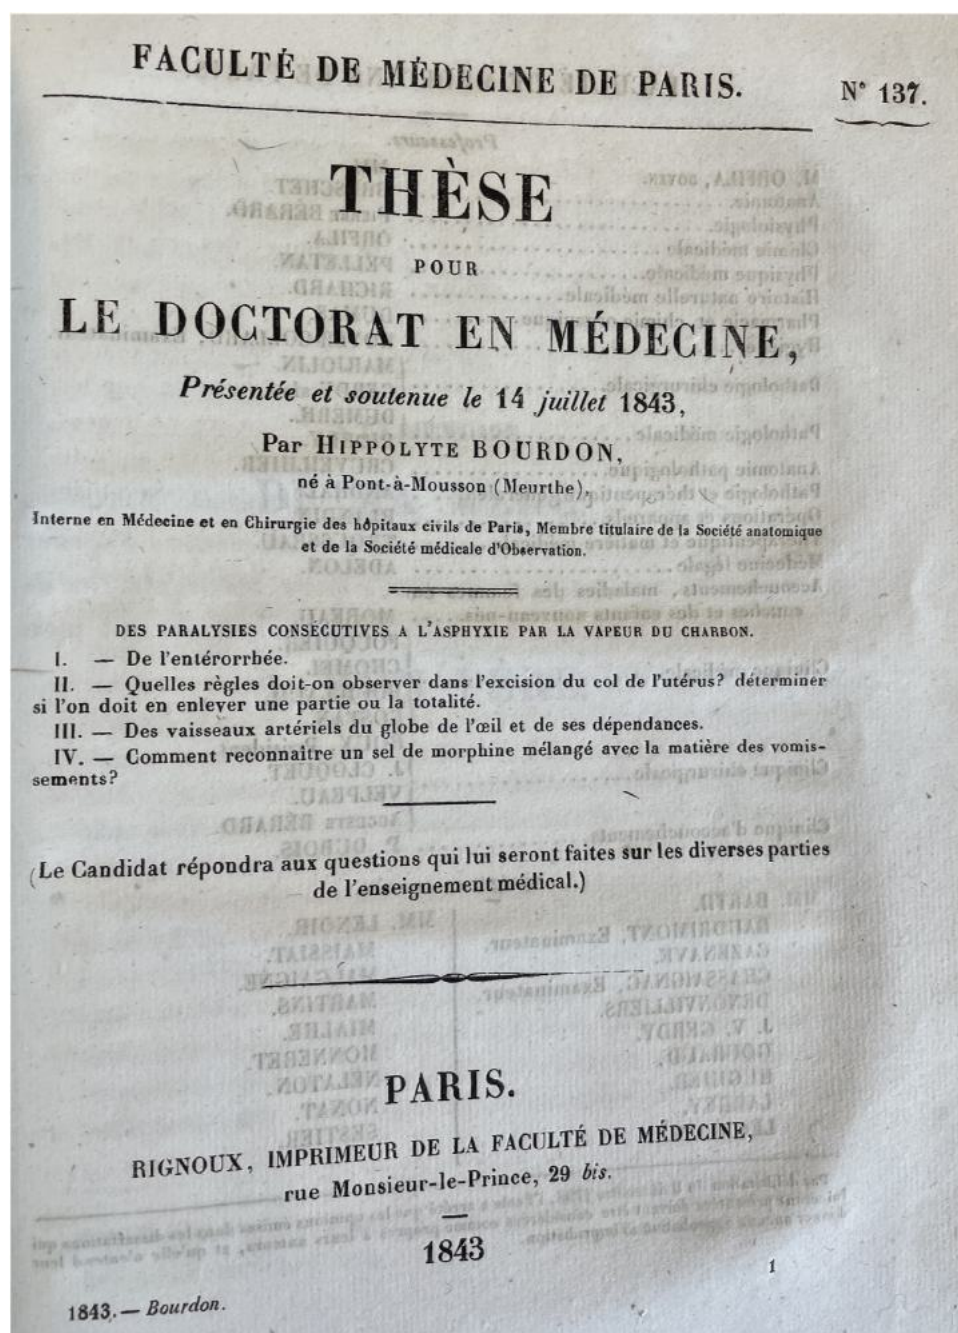 FACULTÉ DE MÉDECINE DE PARIS.
N° 137.
THÈSE
POUR
LE DOCTORAT EN MÉDECINE,
Présentée et soutenue le 14 juillet 1843,
Par HIPPOLYTE BOURDON,
né à Pont-à-Mousson (Meurthe),
Interne en Médecine et en Chirurgie des hôpitaux civils de Paris, Membre titulaire de la Société anatomique
et de la Société médicale d'Observation.
DES PARALYSIES CONSÉCUTIVES A L'ASPHYXIE PAR LA VAPEUR DU CHARBON.
I. — De l'entérorrhée.
II. — Quelles règles doit-on observer dans l'excision du col de l'utérus? déterminer
si l'on doit en enlever une partie ou la totalité.
III. — Des vaisseaux artériels du globe de l'œil et de ses dépendances.
IV. — Comment reconnaître un sel de morphine mélangé avec la matière des vomis-
sements?
(Le Candidat répondra aux questions qui lui seront faites sur les diverses parties
de l'enseignement médical.)
PARIS.
RIGNOUX, IMPRIMEUR DE LA FACULTÉ DE MÉDECINE,
rue Monsieur-le-Prince, 29 bis.
1843
1
1843. — Bourdon.